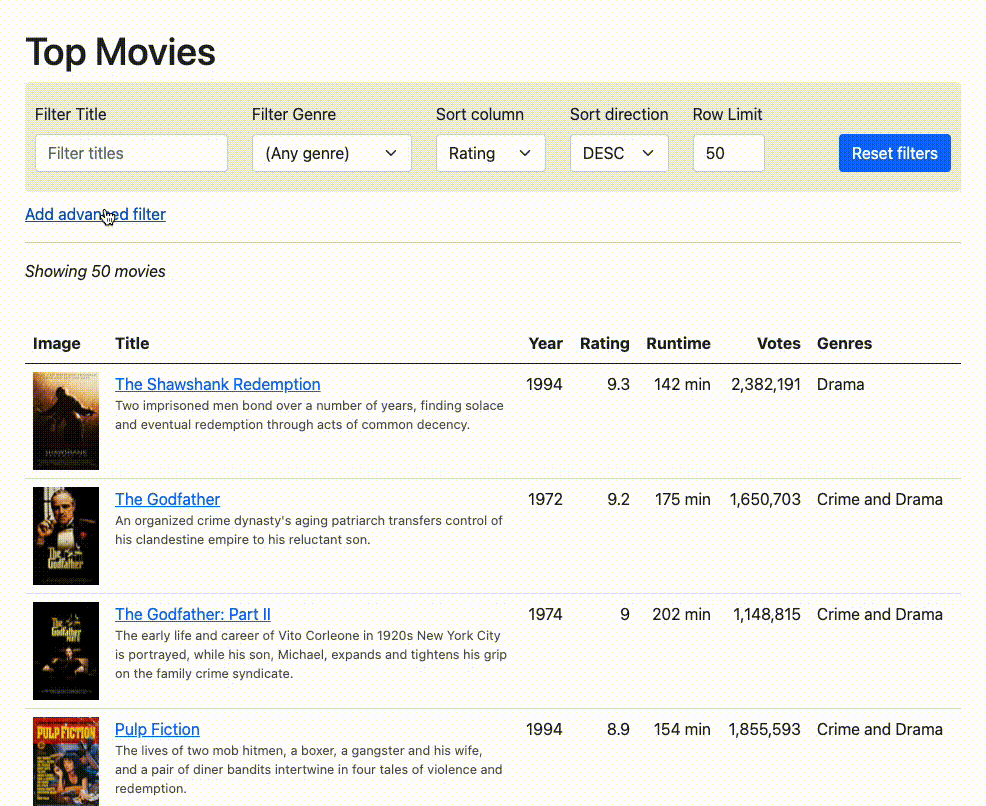 Top Movies
Filter Title Filter Genre Sort column Sort direction Row Limit
Filter titles (Any genre) Rating DESC 50 Reset filters
Add advanced filter
Showing 50 movies
Image Title Year Rating Runtime Votes Genres
The Shawshank Redemption 1994 9.3 142 min 2,382,191 Drama
Two imprisoned men bond over a number of years, finding solace
and eventual redemption through acts of common decency.
The Godfather 1972 9.2 175 min 1,650,703 Crime and Drama
An organized crime dynasty's aging patriarch transfers control of
his clandestine empire to his reluctant son.
The Godfather
The Godfather: Part II 1974 9 202 min 1,148,815 Crime and Drama
The early life and career of Vito Corleone in 1920s New York City
is portrayed, while his son, Michael, expands and tightens his grip
on the family crime syndicate.
The Godfather
Pulp Fiction 1994 8.9 154 min 1,855,593 Crime and Drama
PULP FICTION
The lives of two mob hitmen, a boxer, a gangster and his wife,
and a pair of diner bandits intertwine in four tales of violence and
redemption.